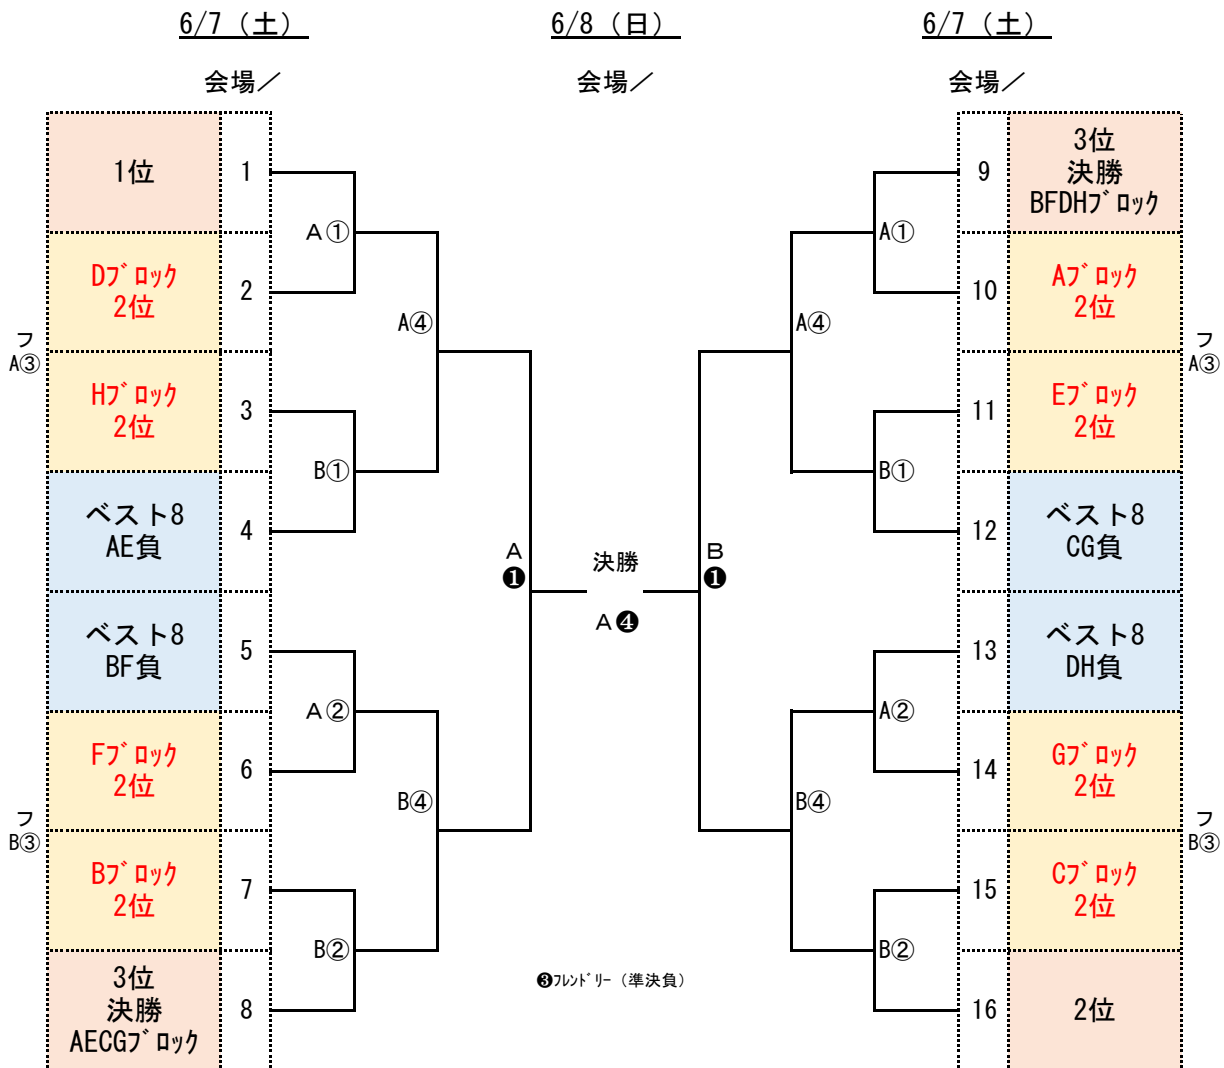 6/7（土）
6/8（日）
6/7（土）
会場／
会場／
会場／
1位
1
Dﾌﾞﾛｯｸ
2位
2
Hﾌﾞﾛｯｸ
2位
3
ベスト8
AE負
4
ベスト8
BF負
5
Fﾌﾞﾛｯｸ
2位
6
Bﾌﾞﾛｯｸ
2位
7
3位
決勝
AECGﾌﾞﾛｯｸ
8
フ
A③
フ
B③
A①
B①
A②
B②
A④
B④
A
❶
決勝
A❹
B
❶
❸ﾌﾚﾝﾄﾞﾘｰ（準決負）
A④
B④
A①
B①
A②
B②
9
3位
決勝
BFDHﾌﾞﾛｯｸ
10
Aﾌﾞﾛｯｸ
2位
11
Eﾌﾞﾛｯｸ
2位
12
ベスト8
CG負
13
ベスト8
DH負
14
Gﾌﾞﾛｯｸ
2位
15
Cﾌﾞﾛｯｸ
2位
16
2位
フ
A③
フ
B③